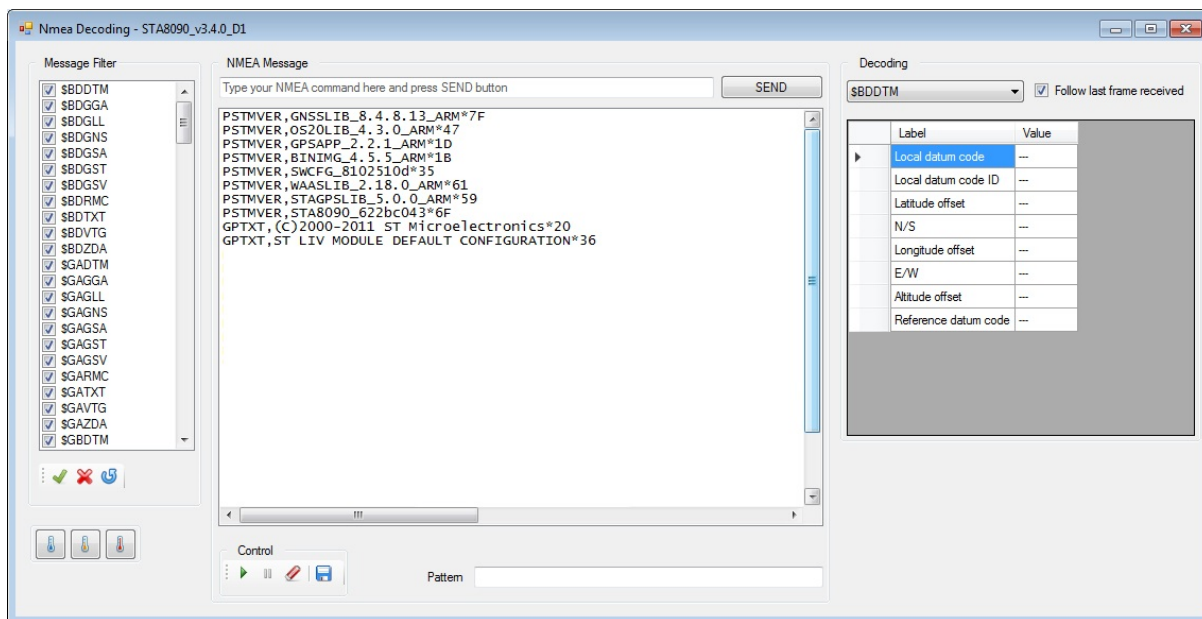 Nmea Decoding - STA8090_v3.4.0_D1
Message Filter
$BDDTM
$BDGGA
$BDGLL
$BDGNS
$BDGSA
$BDGST
$BDGSV
$BDRMC
$BDTXT
$BDVTG
$BDZDA
$GADTM
$GAGGA
$GAGLL
$GAGNS
$GAGSA
$GAGST
$GAGSV
$GARMC
$GATXT
$GAVTG
$GAZDA
$GBDTM
NMEA Message
Type your NMEA command here and press SEND button
SEND
PSTMVER,GNSSLIB_8.4.8.13_ARM*7F
PSTMVER,OS20LIB_4.3.0_ARM*47
PSTMVER,GPSAPP_2.2.1_ARM*1D
PSTMVER,BINIMG_4.5.5_ARM*1B
PSTMVER,SWCFG_8102510d*35
PSTMVER,WAASLIB_2.18.0_ARM*61
PSTMVER,STAGPSLIB_5.0.0_ARM*59
PSTMVER,STA8090_622bc043*6F
GPTXT,(C)2000-2011 ST Microelectronics*20
GPTXT,ST LIV MODULE DEFAULT CONFIGURATION*36
Control
Pattern
Decoding
$BDDTM
Follow last frame received
Label Value
Local datum code ---
Local datum code ID ---
Latitude offset ---
N/S ---
Longitude offset ---
E/W ---
Altitude offset ---
Reference datum code ---